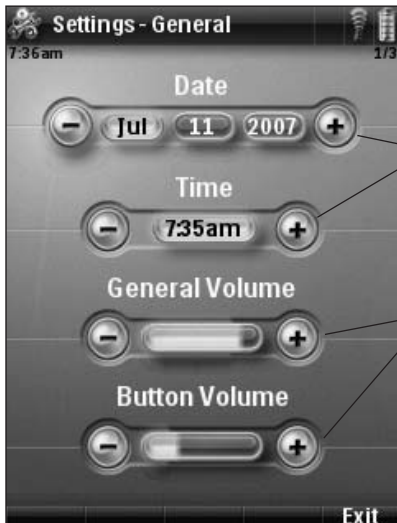 Settings - General
7:36am 1/3
Date
- Jul 11 2007 +
Time
- 7:35am +
General Volume
- +
Button Volume
- +
Exit